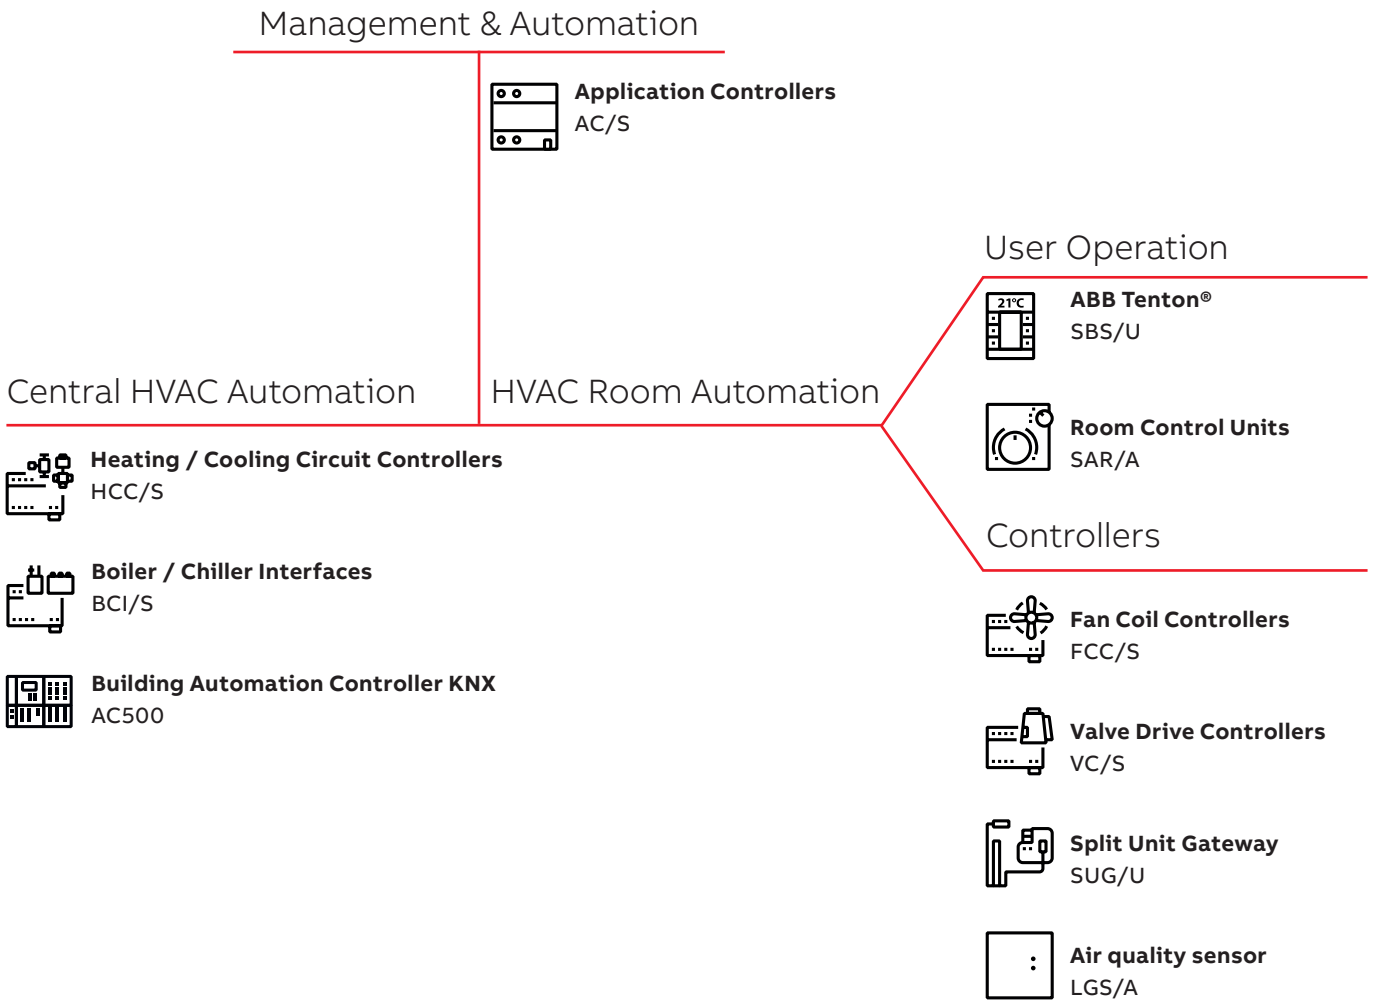 Management & Automation
Application Controllers
AC/S
User Operation
21°C
ABB Tenton®
SBS/U
Room Control Units
SAR/A
Central HVAC Automation
HVAC Room Automation
Heating / Cooling Circuit Controllers
HCC/S
Boiler / Chiller Interfaces
BCI/S
Building Automation Controller KNX
AC500
Controllers
Fan Coil Controllers
FCC/S
Valve Drive Controllers
VC/S
Split Unit Gateway
SUG/U
Air quality sensor
LGS/A